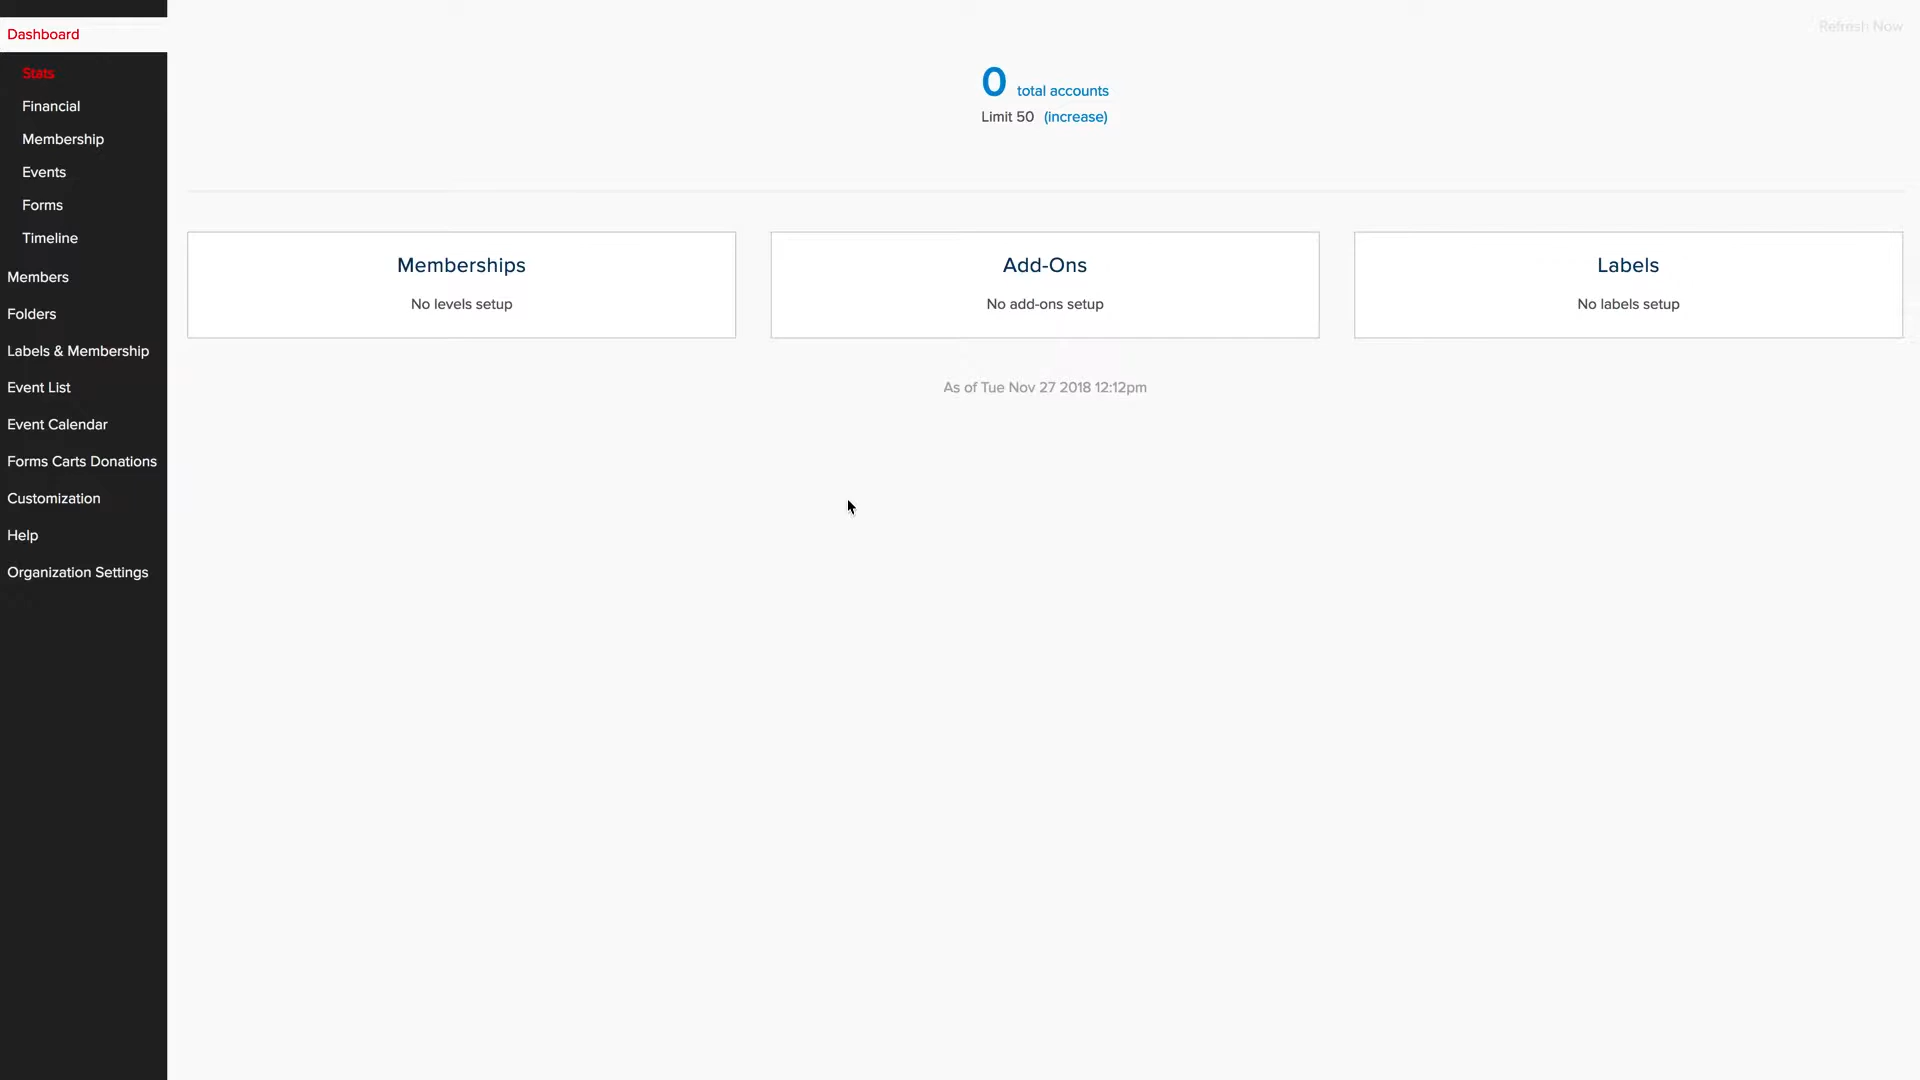 Dashboard
Stats
Financial
Membership
Events
Forms
Timeline
Members
Folders
Labels & Membership
Event List
Event Calendar
Forms Carts Donations
Customization
Help
Organization Settings
Refresh Now
0 total accounts
Limit 50 (increase)
Memberships
No levels setup
Add-Ons
No add-ons setup
Labels
No labels setup
As of Tue Nov 27 2018 12:12pm